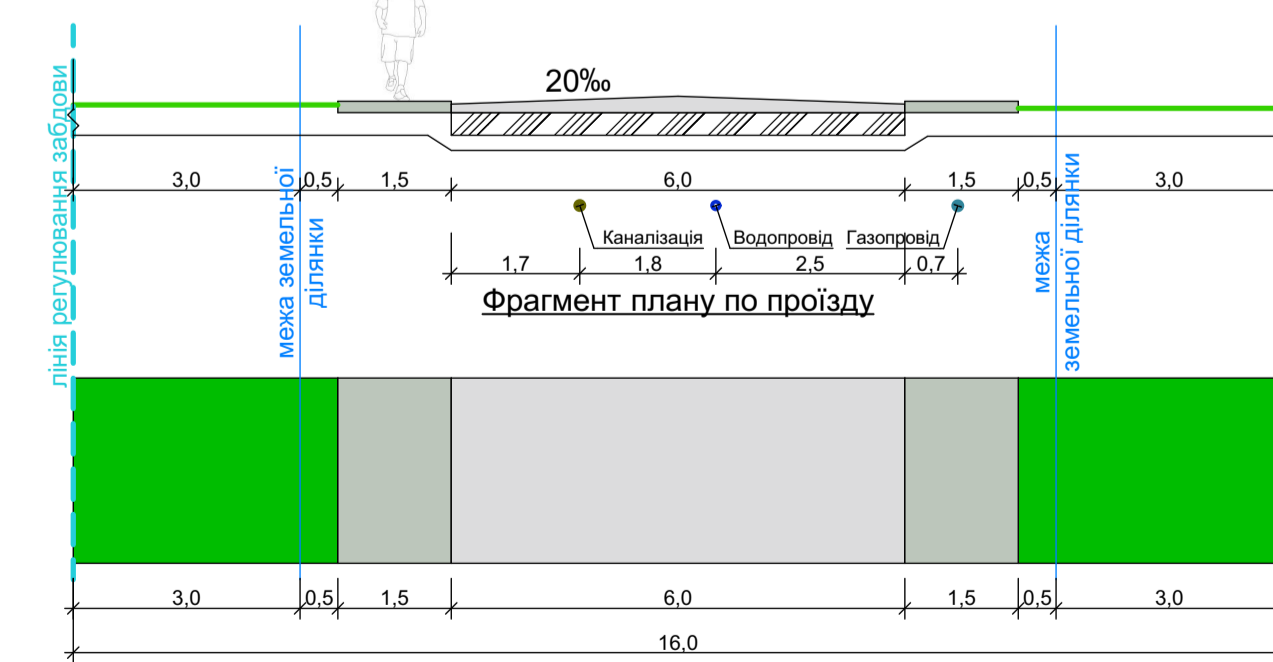 20‰
лінія регулювання забдови
3,0 0,5 1,5 6,0 1,5 0,5 3,0
межа земельної
ділянки
Каналізація Водопровід Газопровід
межа
земельної ділянки
1,7 1,8 2,5 0,7
Фрагмент плану по проїзду
3,0 0,5 1,5 6,0 1,5 0,5 3,0
16,0